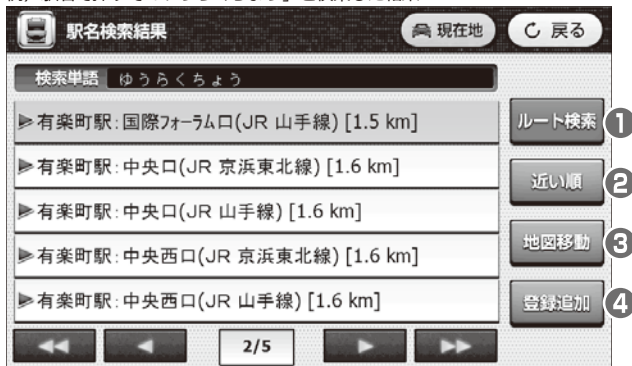 駅名検索結果
現在地
戻る
検索単語 ゆうらくちょう
有楽町駅:国際フォーラム口(JR 山手線) [1.5 km]
有楽町駅:中央口(JR 京浜東北線) [1.6 km]
有楽町駅:中央口(JR 山手線) [1.6 km]
有楽町駅:中央西口(JR 京浜東北線) [1.6 km]
有楽町駅:中央西口(JR 山手線) [1.6 km]
ルート検索 1
近い順 2
地図移動 3
登録追加 4
2/5